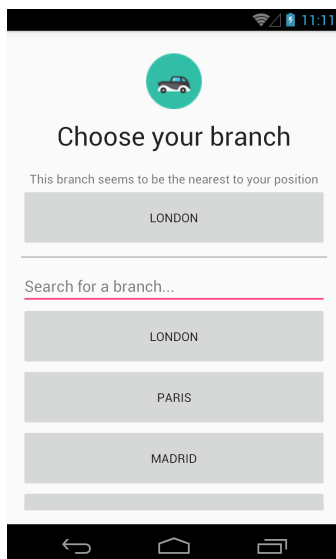 11:11
Choose your branch
This branch seems to be the nearest to your position
LONDON
Search for a branch...
LONDON
PARIS
MADRID